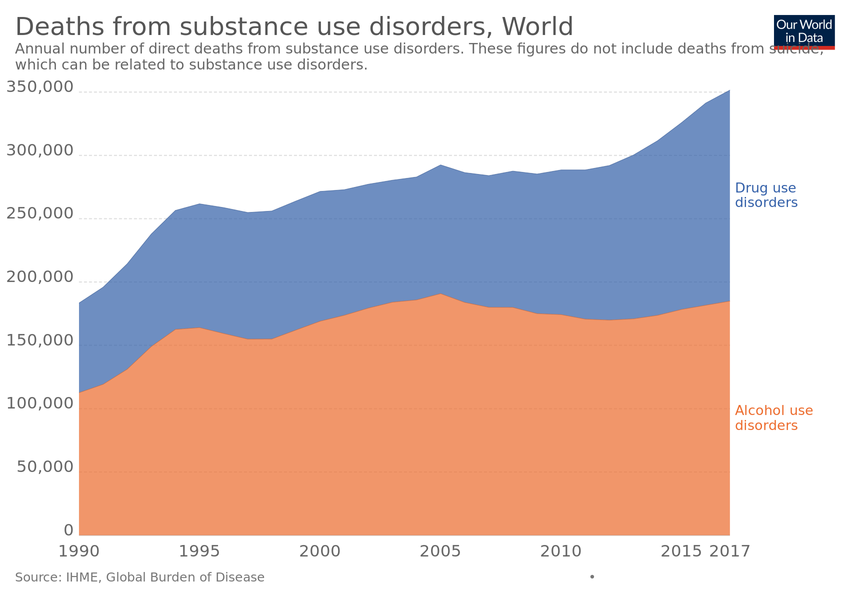 Deaths from substance use disorders, World
Our World
in Data
Annual number of direct deaths from substance use disorders. These figures do not include deaths from suicide,
which can be related to substance use disorders.
350,000
300,000
250,000
200,000
150,000
100,000
50,000
0
Drug use
disorders
Alcohol use
disorders
1990 1995 2000 2005 2010 2015 2017
Source: IHME, Global Burden of Disease